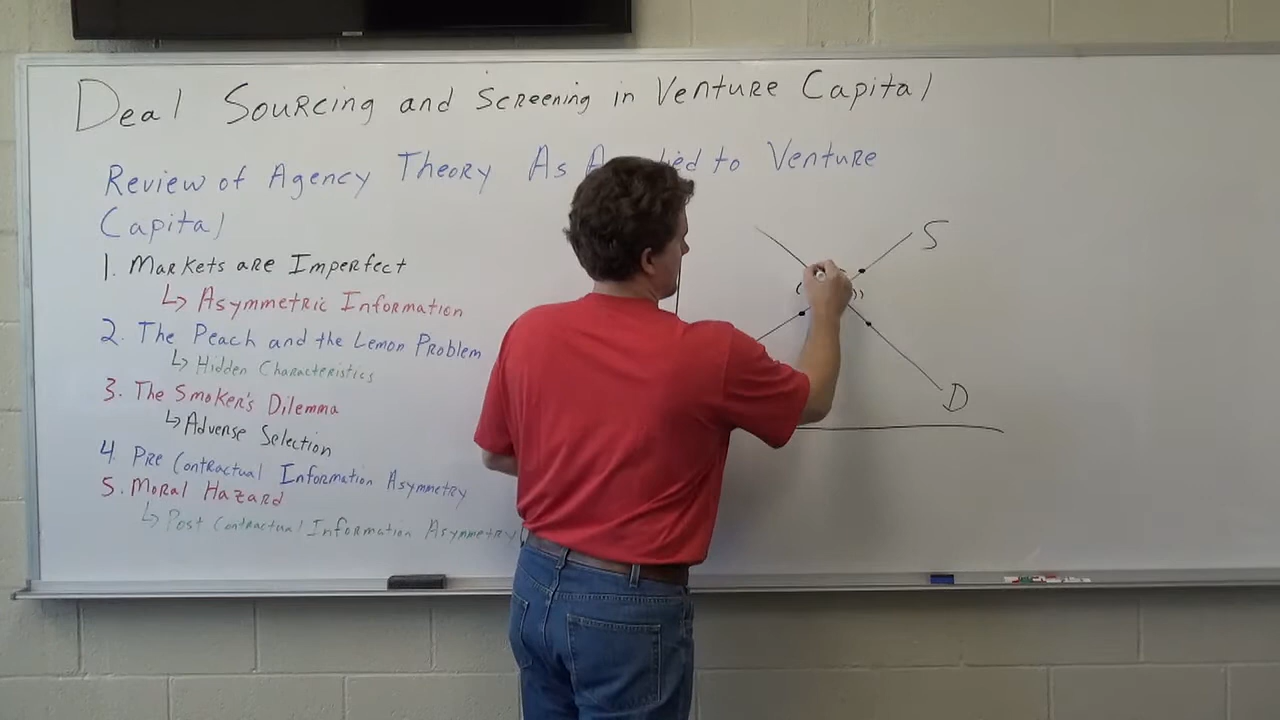 Deal Sourcing and Screening in Venture Capital
Review of Agency Theory As to Venture
Capital
1. Markets are Imperfect
↳ Asymmetric Information
2. The Peach and the Lemon Problem
↳ Hidden Characteristics
3. The Smoker's Dilemma
↳ Adverse Selection
4. Pre Contractual Information Asymmetry
5. Moral Hazard
↳ Post Contractual Information Asymmetry
S
D